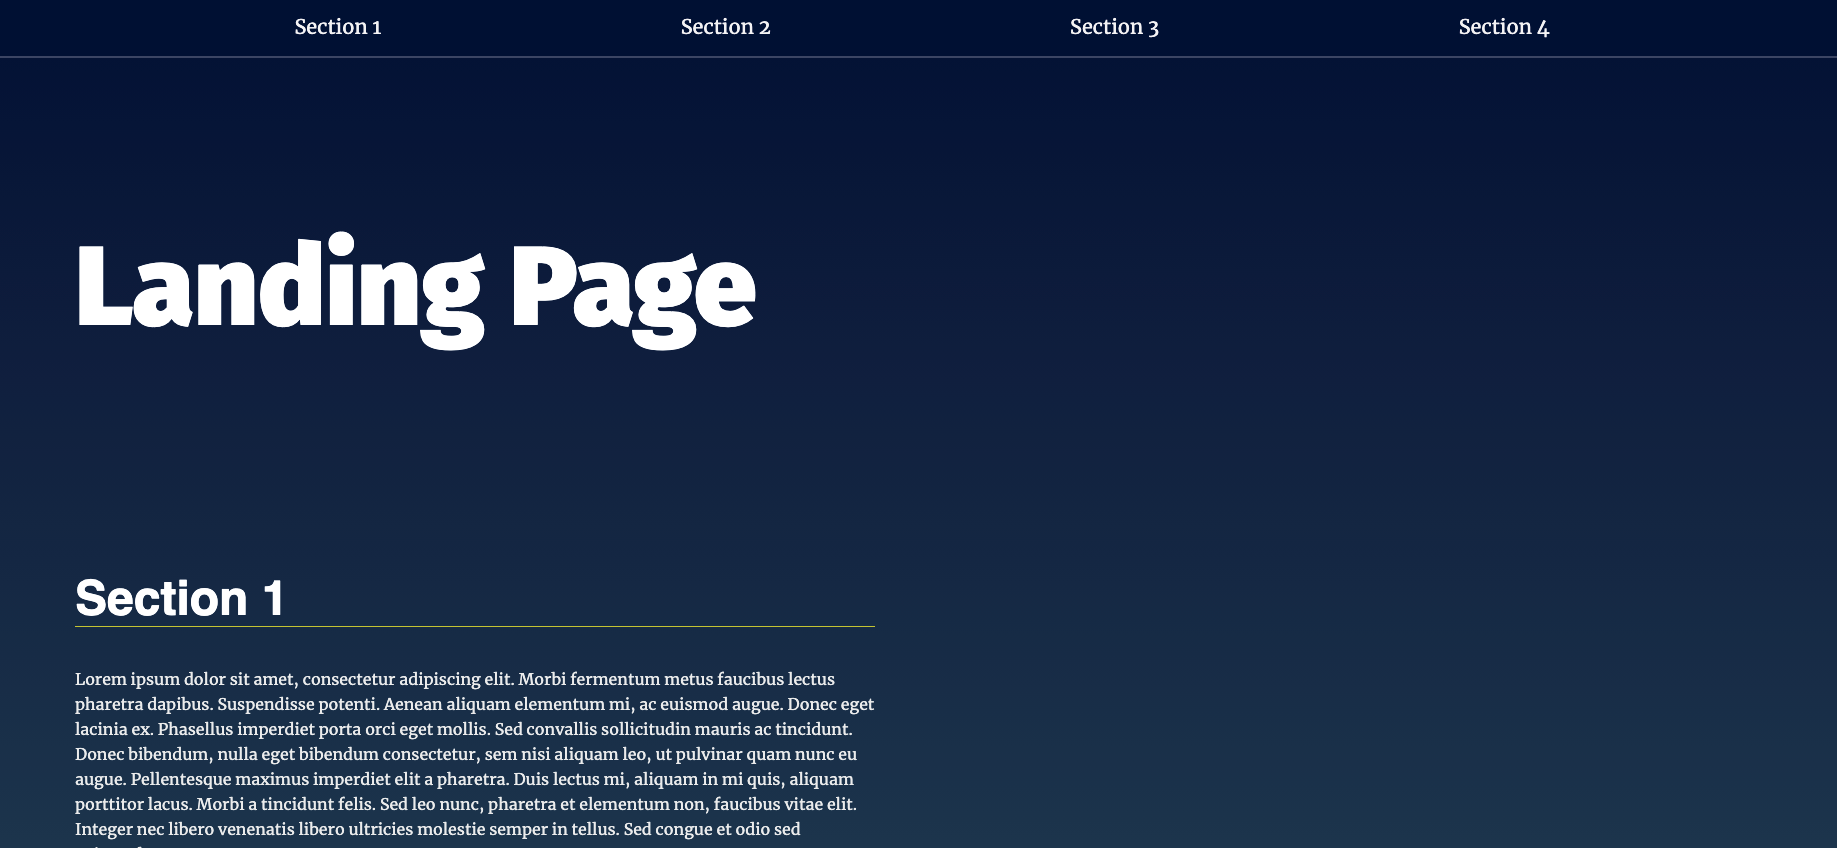 Section 1 Section 2 Section 3 Section 4
Landing Page
Section 1
Lorem ipsum dolor sit amet, consectetur adipiscing elit. Morbi fermentum metus faucibus lectus
pharetra dapibus. Suspendisse potenti. Aenean aliquam elementum mi, ac euismod augue. Donec eget
lacinia ex. Phasellus imperdiet porta orci eget mollis. Sed convallis sollicitudin mauris ac tincidunt.
Donec bibendum, nulla eget bibendum consectetur, sem nisi aliquam leo, ut pulvinar quam nunc eu
augue. Pellentesque maximus imperdiet elit a pharetra. Duis lectus mi, aliquam in mi quis, aliquam
porttitor lacus. Morbi a tincidunt felis. Sed leo nunc, pharetra et elementum non, faucibus vitae elit.
Integer nec libero venenatis libero ultricies molestie semper in tellus. Sed congue et odio sed